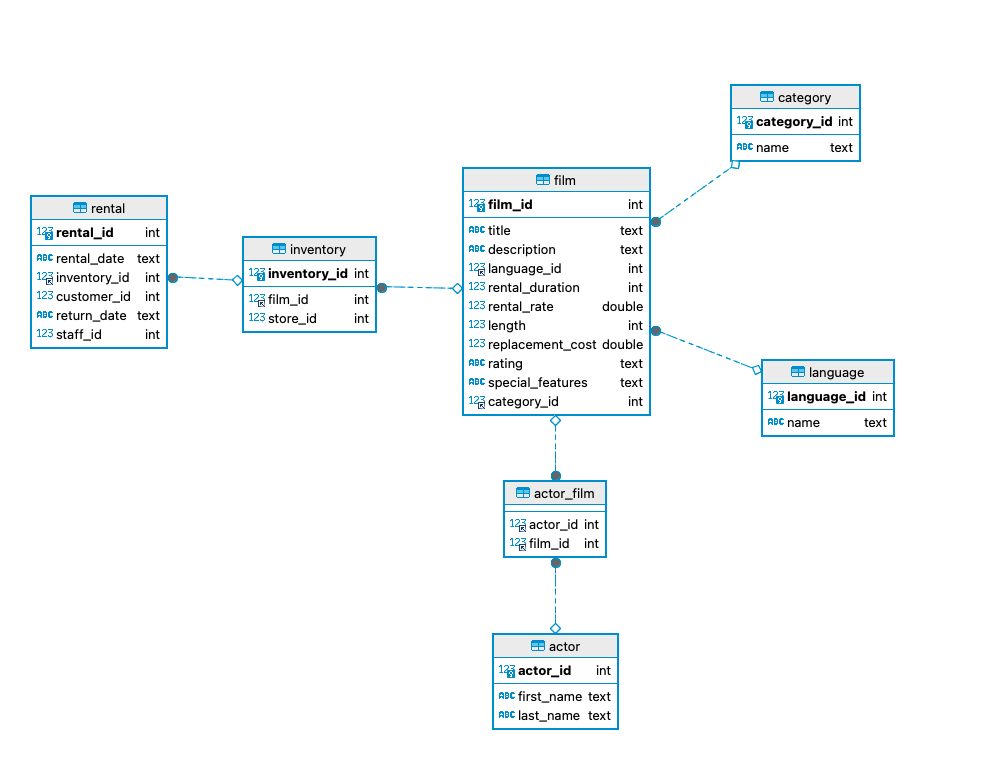 category
123 category_id int
ABC name text
film
123 film_id int
ABC title text
ABC description text
123 language_id int
123 rental_duration int
123 rental_rate double
123 length int
123 replacement_cost double
ABC rating text
ABC special_features text
123 category_id int
rental
123 rental_id int
ABC rental_date text
123 inventory_id int
123 customer_id int
ABC return_date text
123 staff_id int
inventory
123 inventory_id int
123 film_id int
123 store_id int
language
123 language_id int
ABC name text
actor_film
123 actor_id int
123 film_id int
actor
123 actor_id int
ABC first_name text
ABC last_name text